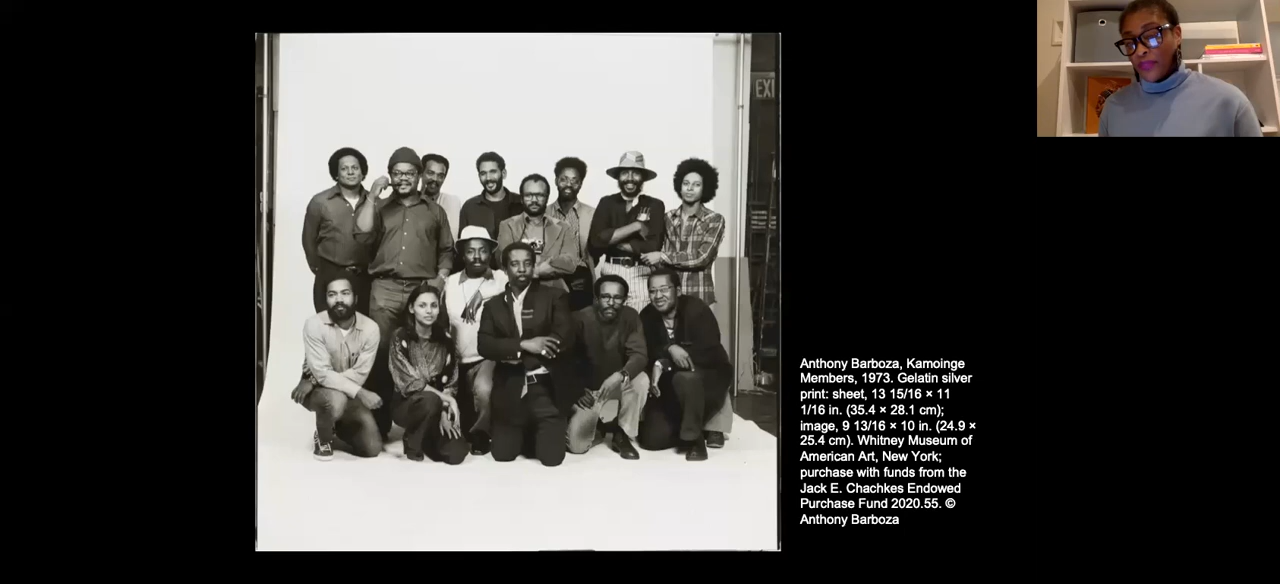 EXI
Anthony Barboza, Kamoinge
Members, 1973. Gelatin silver
print: sheet, 13 15/16 × 11
1/16 in. (35.4 × 28.1 cm);
image, 9 13/16 × 10 in. (24.9 ×
25.4 cm). Whitney Museum of
American Art, New York;
purchase with funds from the
Jack E. Chachkes Endowed
Purchase Fund 2020.55. ©
Anthony Barboza